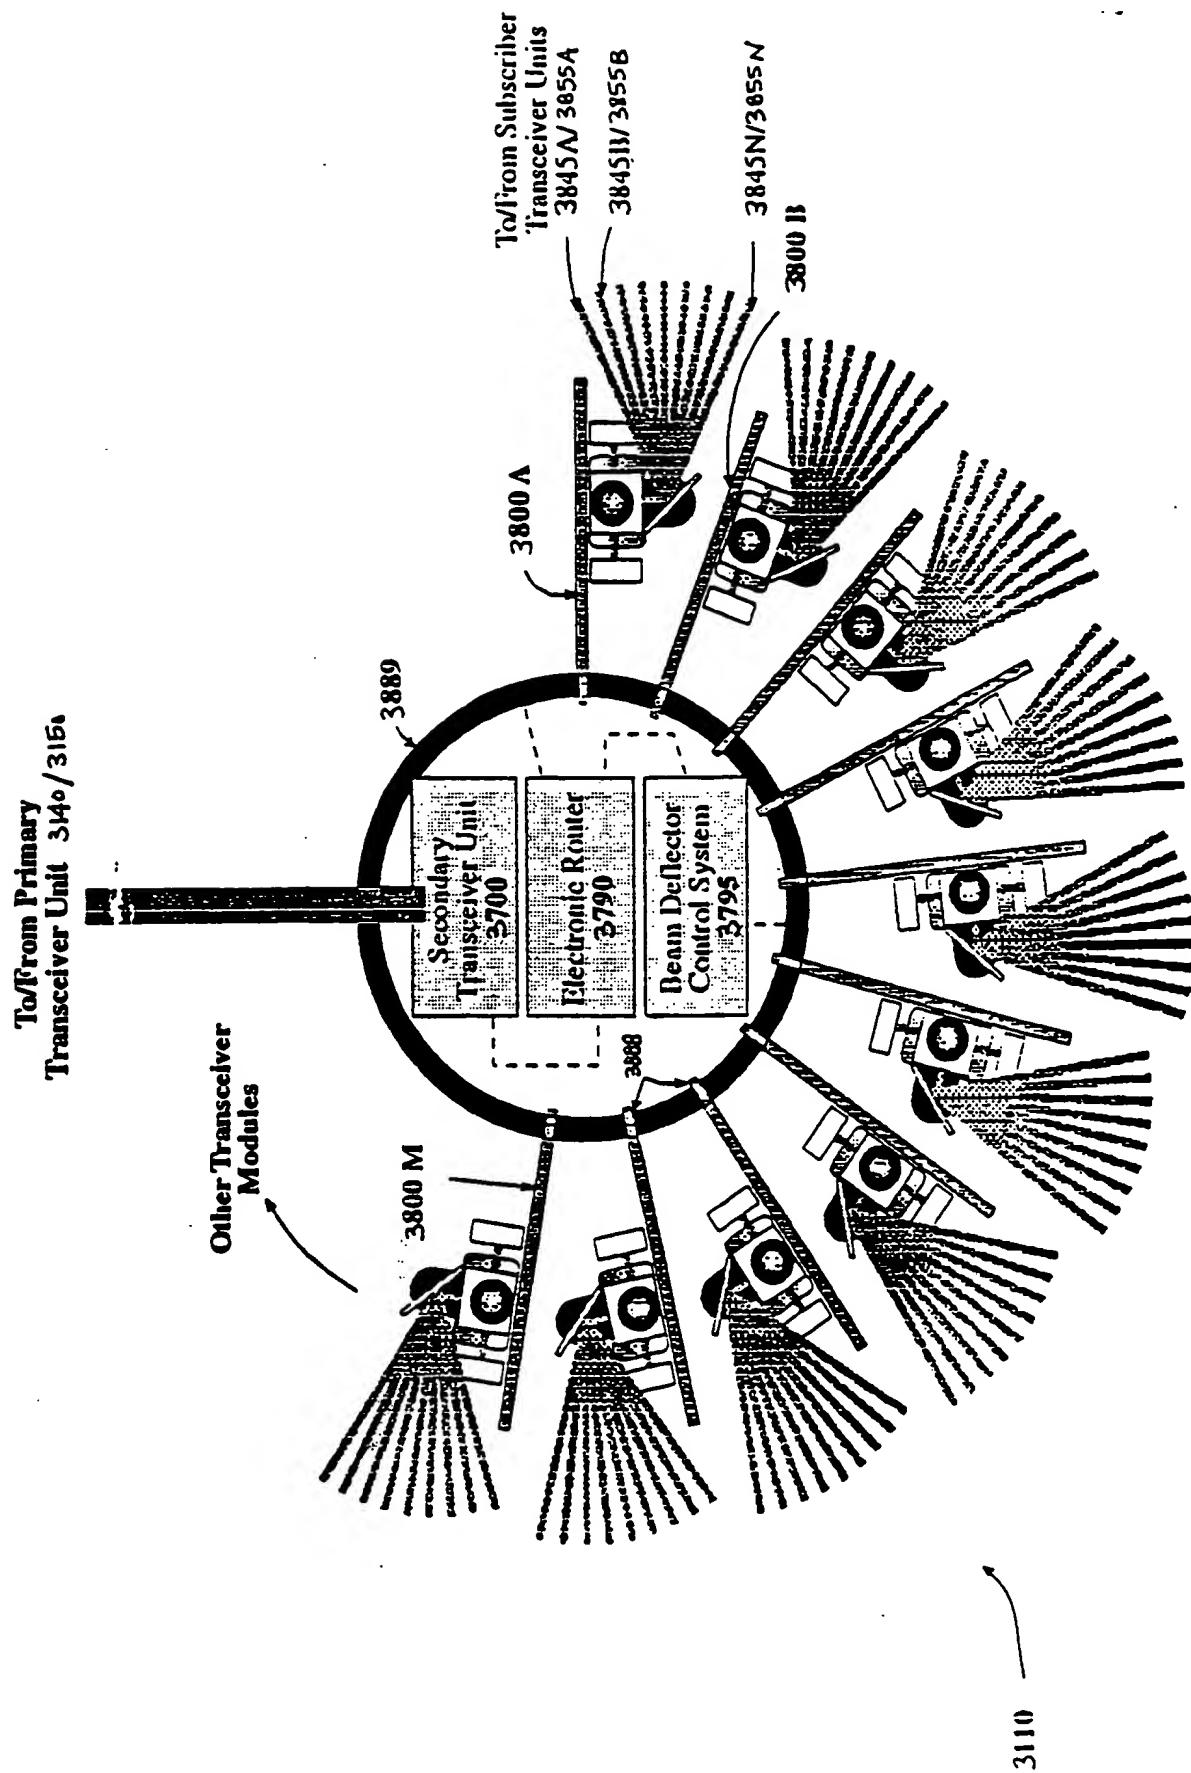 To/From Primary
Transceiver Unit 3140/3150
Other Transceiver
Modules
3889
To/From Subscriber
Transceiver Units
3845A/3855A
3845B/3855B
3845N/3855N
3800 A
3800 B
Secondary
Transceiver Unit
3700
Electronic Router
3790
Beam Deflector
Control System
3795
3888
3800 M
3110